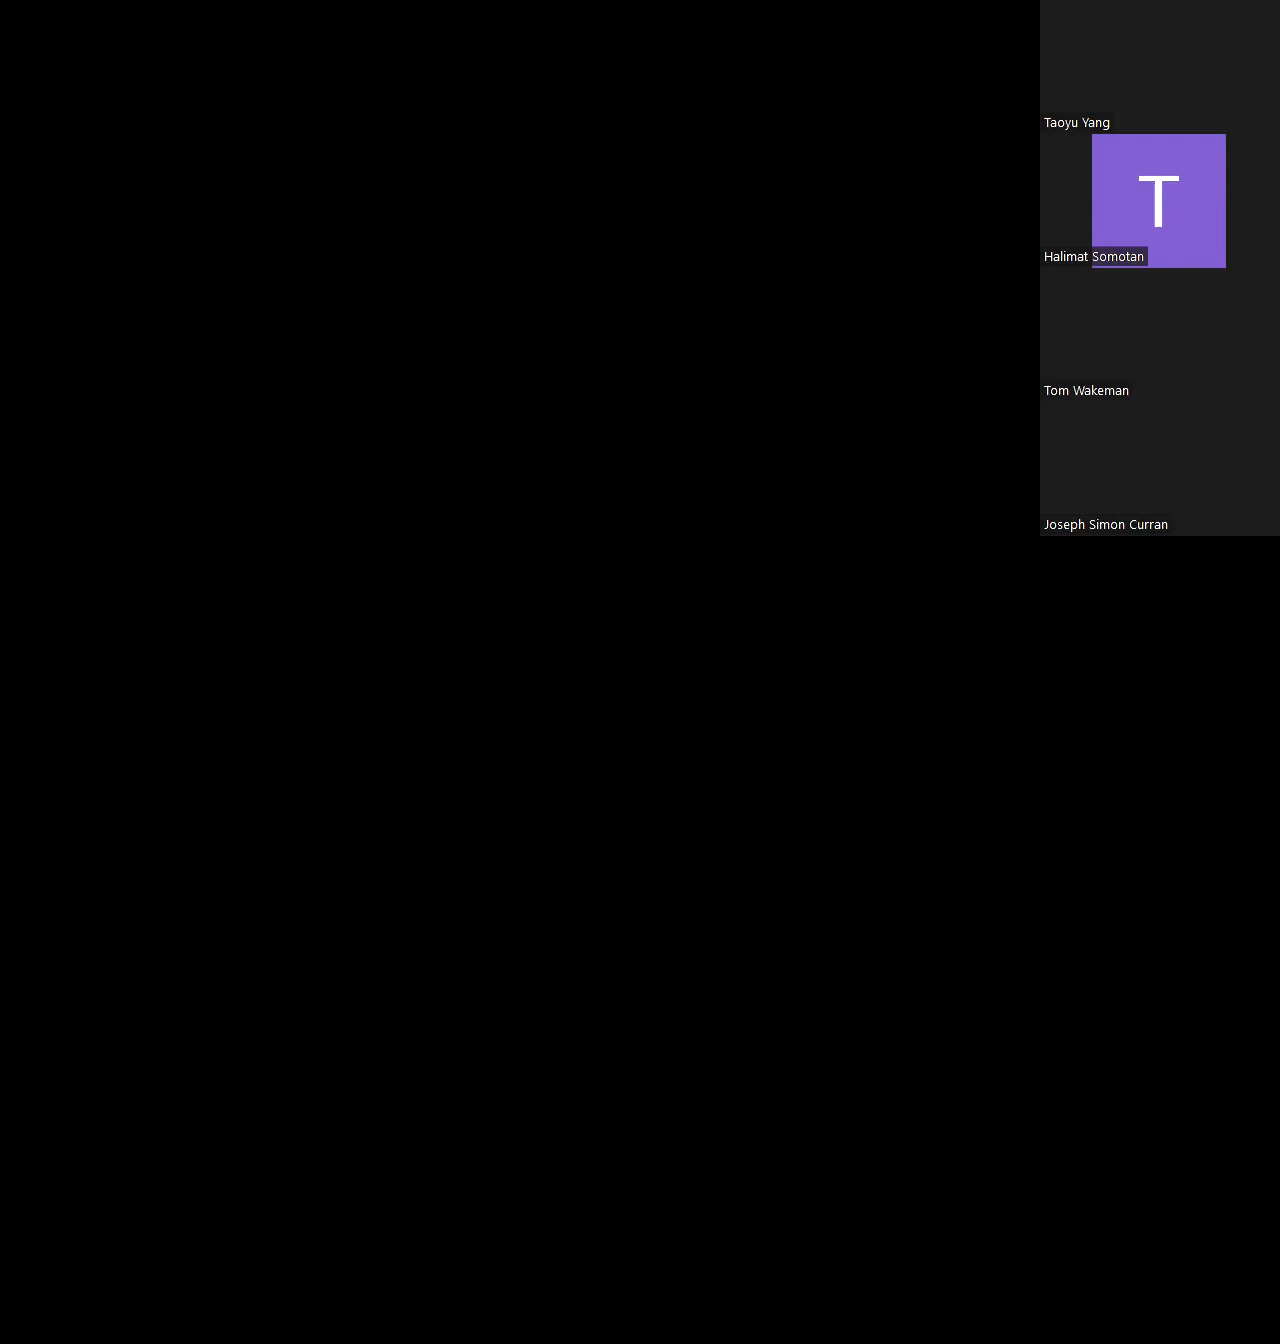 Taoyu Yang
T
Halimat Somotan
Tom Wakeman
Joseph Simon Curran